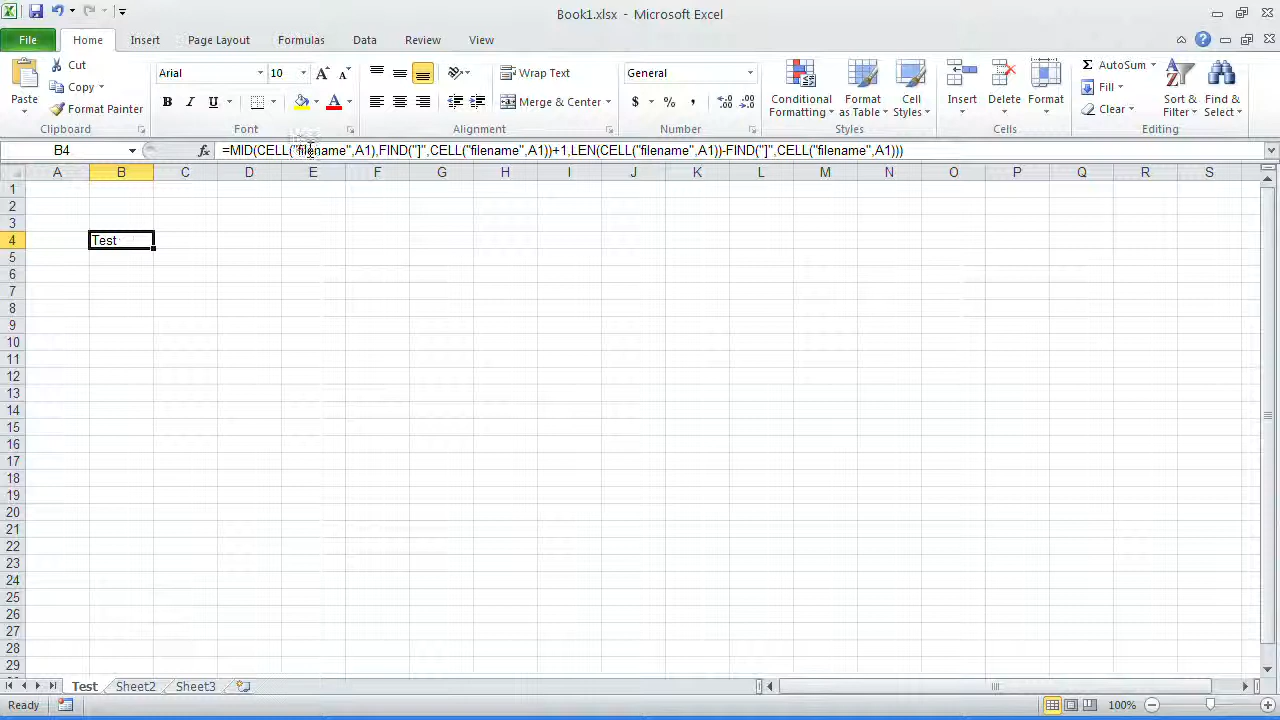 Book1.xlsx - Microsoft Excel
File Home Insert Page Layout Formulas Data Review View
Paste
Cut
Copy
Format Painter
Clipboard
Arial 10
B I U
Font
Wrap Text
Merge & Center
Alignment
General
$ % ,
Number
Conditional Formatting
Format as Table
Cell Styles
Styles
Insert Delete Format
Cells
AutoSum
Fill
Clear
Sort & Filter
Find & Select
Editing
B4 fx =MID(CELL("filename",A1),FIND("]",CELL("filename",A1))+1,LEN(CELL("filename",A1))-FIND("]",CELL("filename",A1)))
A B C D E F G H I J K L M N O P Q R S
1
2
3
4 Test
5
6
7
8
9
10
11
12
13
14
15
16
17
18
19
20
21
22
23
24
25
26
27
28
29
Test Sheet2 Sheet3
Ready 100%